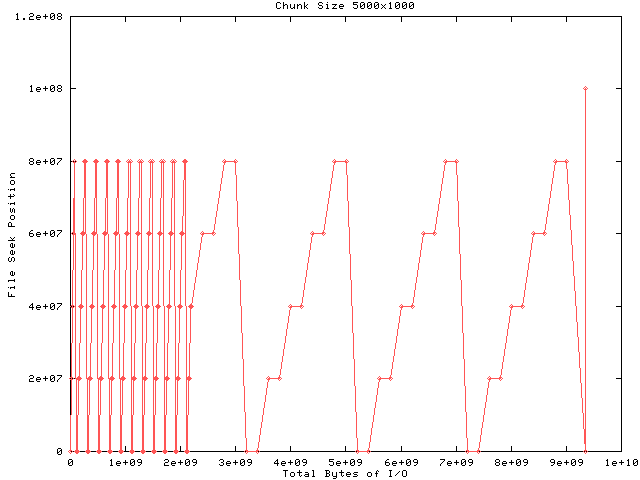 Chunk Size 5000x1000
1.2e+08
1e+08
8e+07
6e+07
4e+07
2e+07
0
File Seek Position
0 1e+09 2e+09 3e+09 4e+09 5e+09 6e+09 7e+09 8e+09 9e+09 1e+10
Total Bytes of I/O